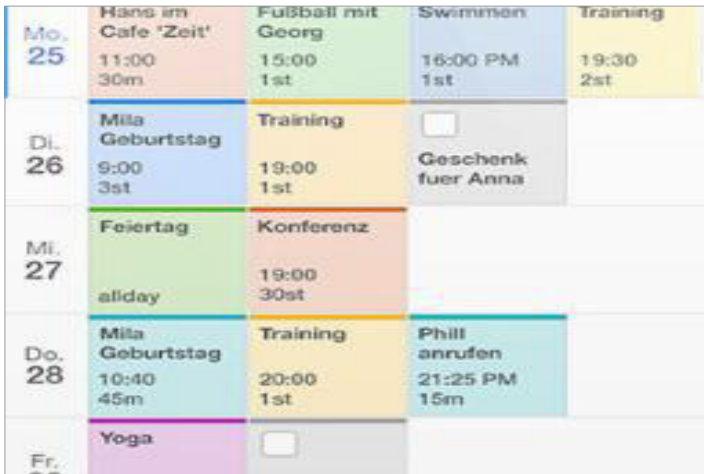 Mo.
25
Hans im
Cafe 'Zeit'
11:00
30m
Fußball mit
Georg
15:00
1st
Swimmen
16:00 PM
1st
Training
19:30
2st
Di.
26
Mila
Geburtstag
9:00
3st
Training
19:00
1st
Geschenk
fuer Anna
Mi.
27
Feiertag
allday
Konferenz
19:00
30st
Do.
28
Mila
Geburtstag
10:40
45m
Training
20:00
1st
Phill
anrufen
21:25 PM
15m
Fr.
Yoga